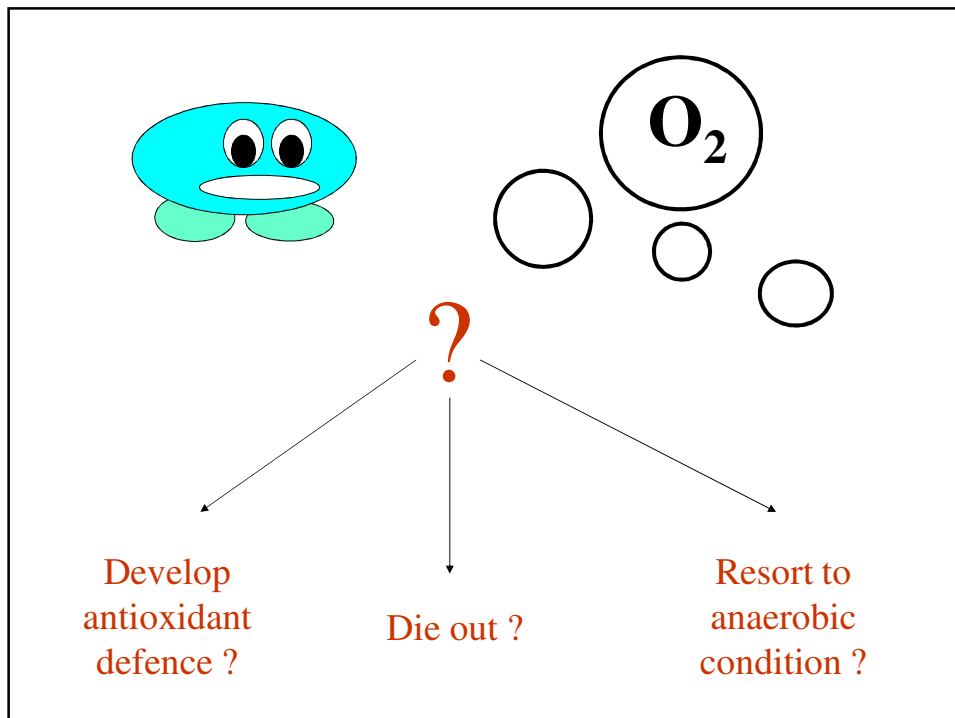 O₂
?
Develop
antioxidant
defence ?
Die out ?
Resort to
anaerobic
condition ?